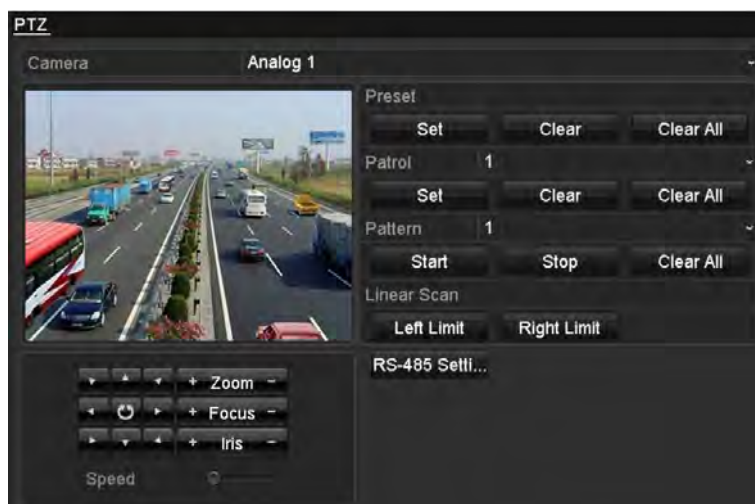 PTZ
Camera Analog 1
Preset
Set Clear Clear All
Patrol 1
Set Clear Clear All
Pattern 1
Start Stop Clear All
Linear Scan
Left Limit Right Limit
RS-485 Setti...
+ Zoom -
+ Focus -
+ Iris -
Speed